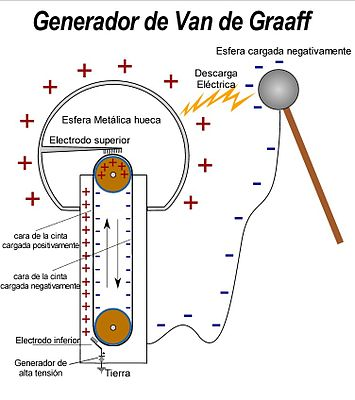 Generador de Van de Graaff
Esfera cargada negativamente
Descarga
Eléctrica
Esfera Metálica hueca
Electrodo superior
cara de la cinta
cargada positivamente
cara de la cinta
cargada negativamente
Electrodo inferior
Generador de
alta tensión
Tierra